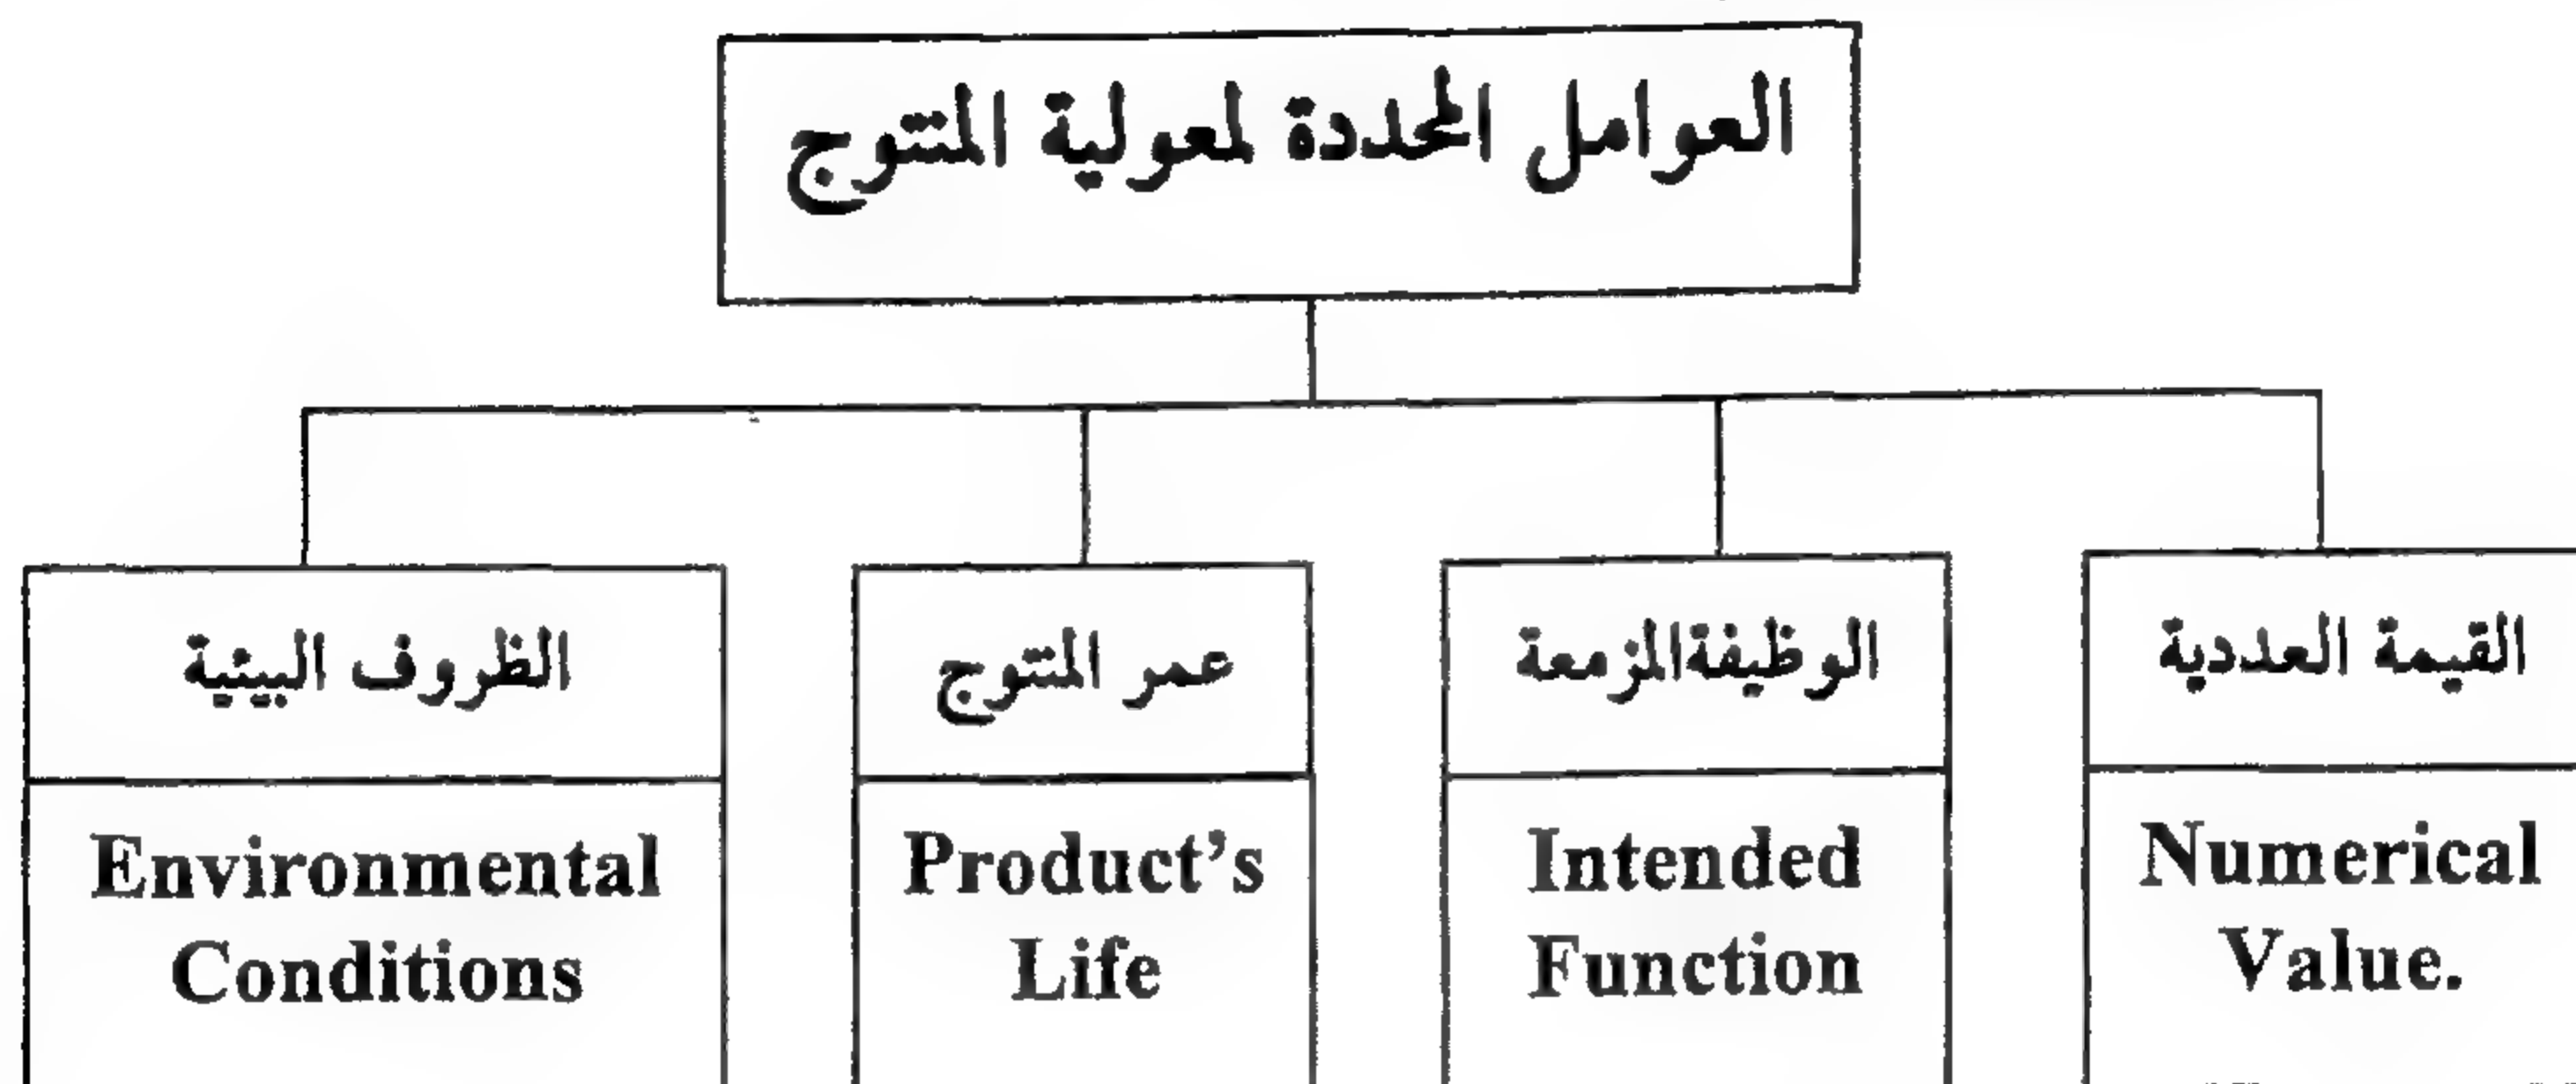 العوامل المحددة لمعولية المنتوج
القيمة العددية
Numerical
Value.
الوظيفةالمزمعة
Intended
Function
عمر المنتوج
Product’s
Life
الظروف البيئية
Environmental
Conditions